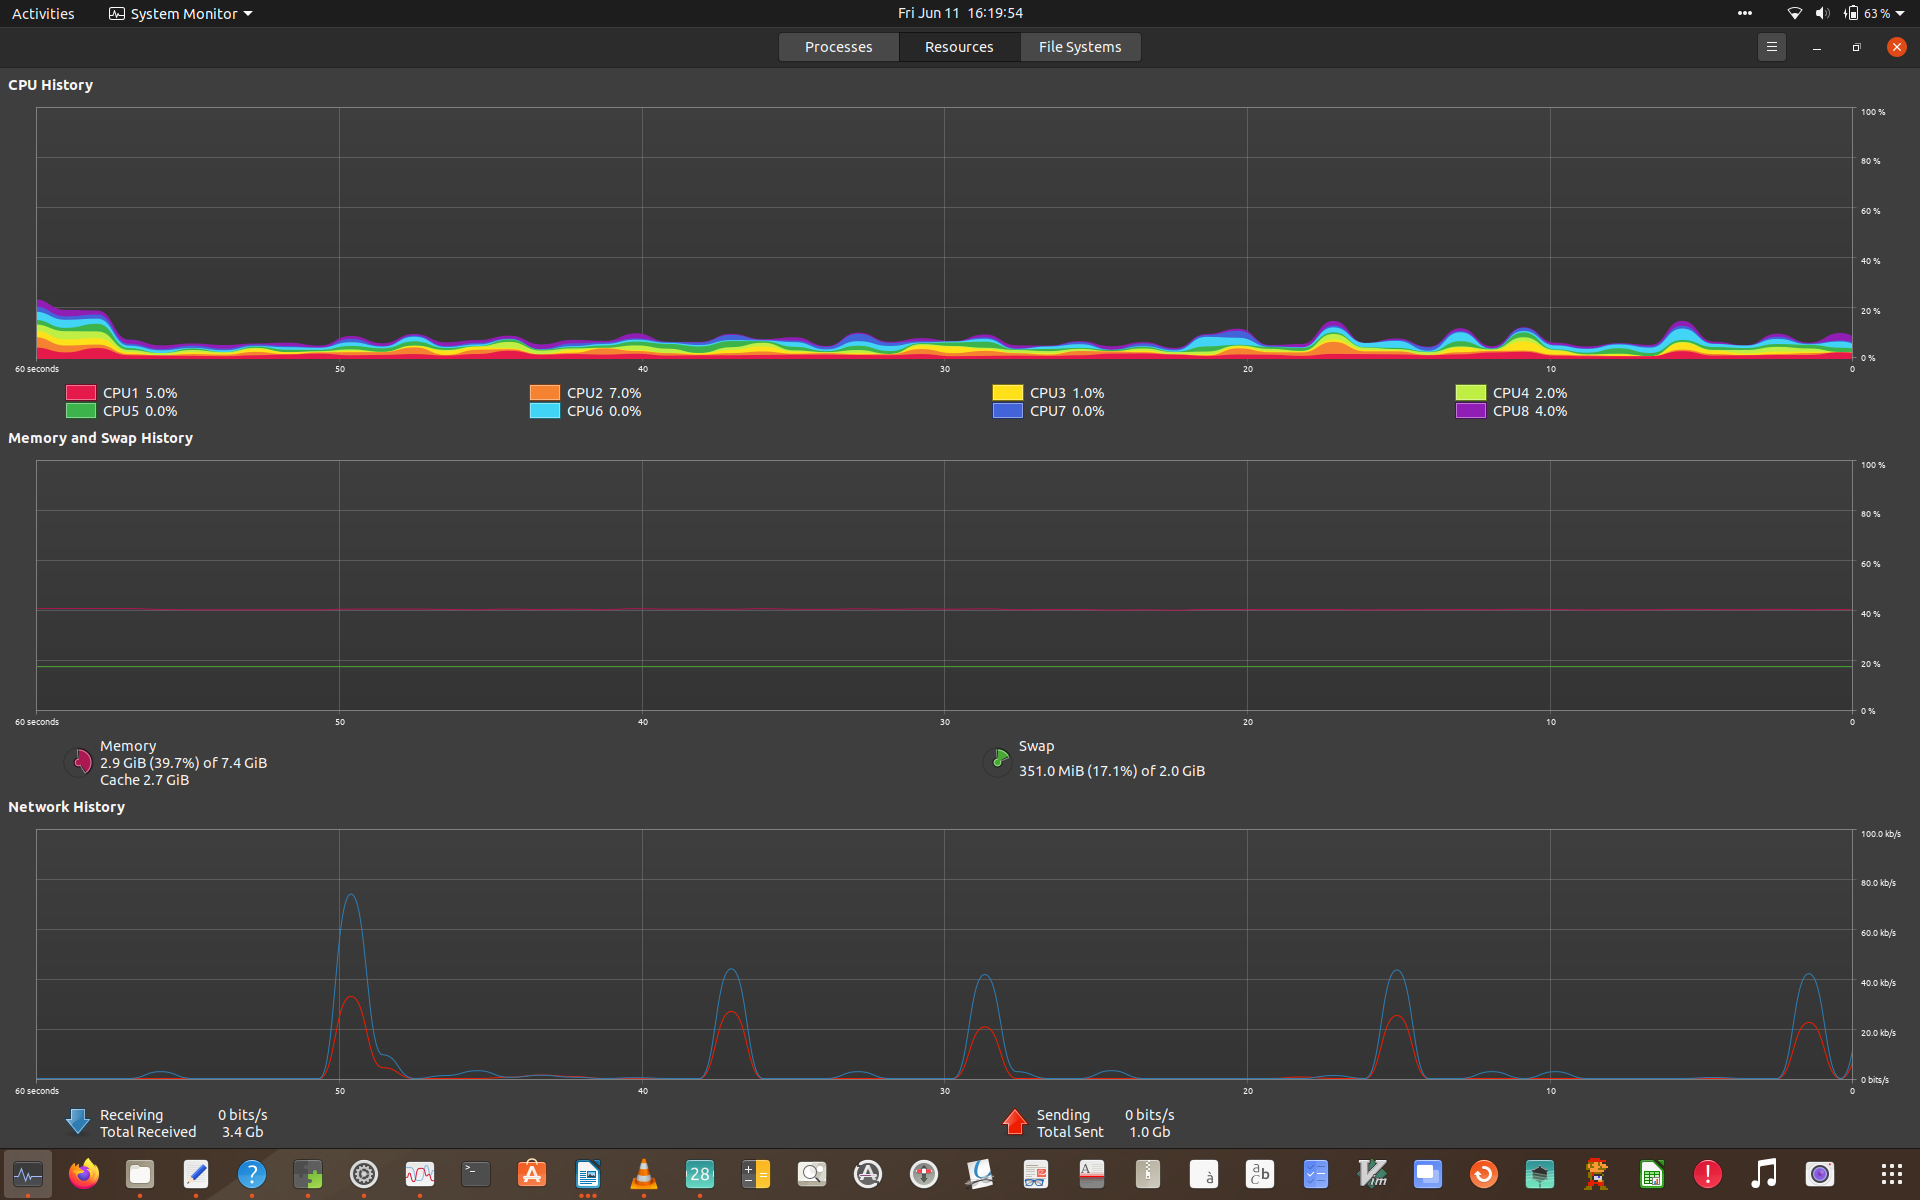 Activities System Monitor Fri Jun 11 16:19:54 63 %
Processes Resources File Systems
CPU History
100 %
80 %
60 %
40 %
20 %
0 %
60 seconds 50 40 30 20 10 0
CPU1 5.0% CPU2 7.0% CPU3 1.0% CPU4 2.0%
CPU5 0.0% CPU6 0.0% CPU7 0.0% CPU8 4.0%
Memory and Swap History
100 %
80 %
60 %
40 %
20 %
0 %
60 seconds 50 40 30 20 10 0
Memory
2.9 GiB (39.7%) of 7.4 GiB
Cache 2.7 GiB
Swap
351.0 MiB (17.1%) of 2.0 GiB
Network History
100.0 kb/s
80.0 kb/s
60.0 kb/s
40.0 kb/s
20.0 kb/s
0 bits/s
60 seconds 50 40 30 20 10 0
Receiving 0 bits/s
Total Received 3.4 Gb
Sending 0 bits/s
Total Sent 1.0 Gb
28